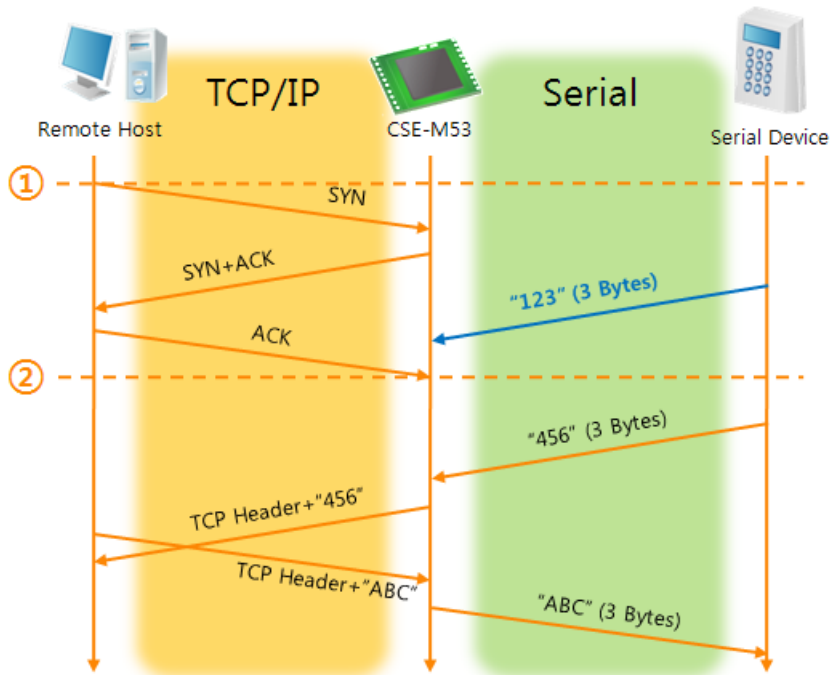 TCP/IP
Serial
Remote Host
CSE-M53
Serial Device
①
SYN
SYN+ACK
“123” (3 Bytes)
ACK
②
“456” (3 Bytes)
TCP Header+“456”
TCP Header+“ABC”
“ABC” (3 Bytes)